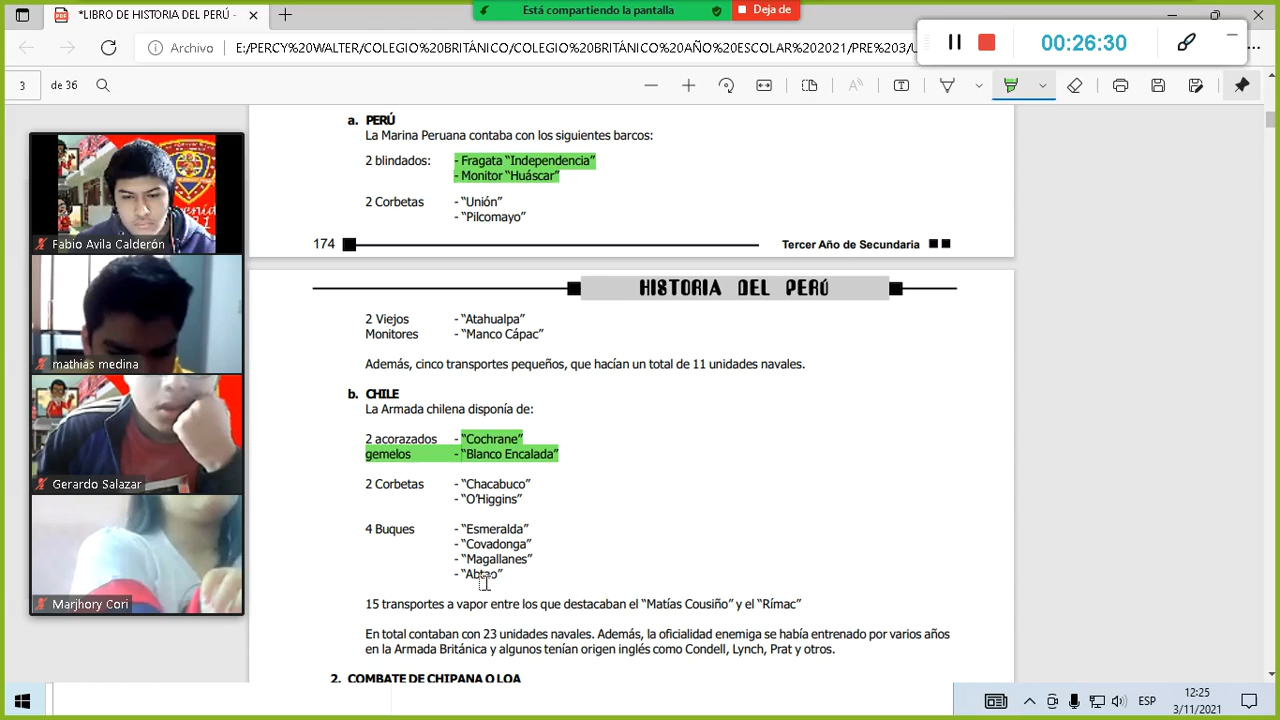 *LIBRO DE HISTORIA DEL PERÚ -
Está compartiendo la pantalla
Deja de
Archivo
E:/PERCY%20WALTER/COLEGIO%20BRITÁNICO/COLEGIO%20BRITÁNICO%20AÑO%20ESCOLAR%202021/PRE%203/L
00:26:30
3 de 36
a. PERÚ
La Marina Peruana contaba con los siguientes barcos:
2 blindados: - Fragata “Independencia”
- Monitor “Huáscar”
2 Corbetas - “Unión”
- “Pilcomayo”
174 Tercer Año de Secundaria
HISTORIA DEL PERÚ
2 Viejos - “Atahualpa”
Monitores - “Manco Cápac”
Además, cinco transportes pequeños, que hacían un total de 11 unidades navales.
b. CHILE
La Armada chilena disponía de:
2 acorazados - “Cochrane”
gemelos - “Blanco Encalada”
2 Corbetas - “Chacabuco”
- “O’Higgins”
4 Buques - “Esmeralda”
- “Covadonga”
- “Magallanes”
- “Abtao”
15 transportes a vapor entre los que destacaban el “Matías Cousiño” y el “Rímac”
En total contaban con 23 unidades navales. Además, la oficialidad enemiga se había entrenado por varios años
en la Armada Británica y algunos tenían origen inglés como Condell, Lynch, Prat y otros.
2. COMBATE DE CHIPANA O LOA
Fabio Avila Calderón
mathias medina
Gerardo Salazar
Marjhory Cori
ESP
12:25
3/11/2021